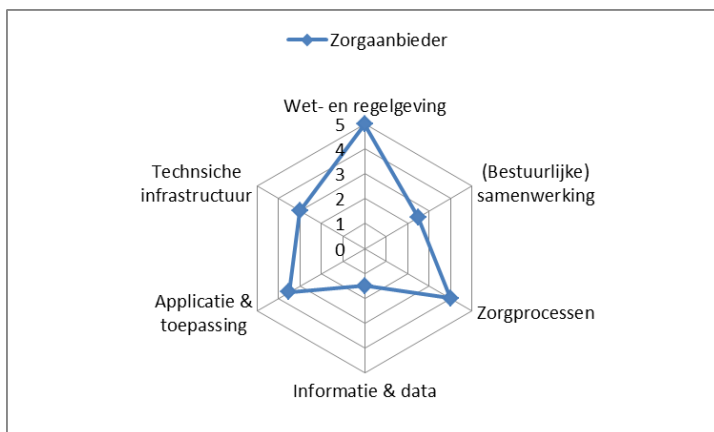 Zorgaanbieder
Wet- en regelgeving
5
4
3
2
1
0
(Bestuurlijke)
samenwerking
Zorgprocessen
Informatie & data
Applicatie &
toepassing
Technsiche
infrastructuur